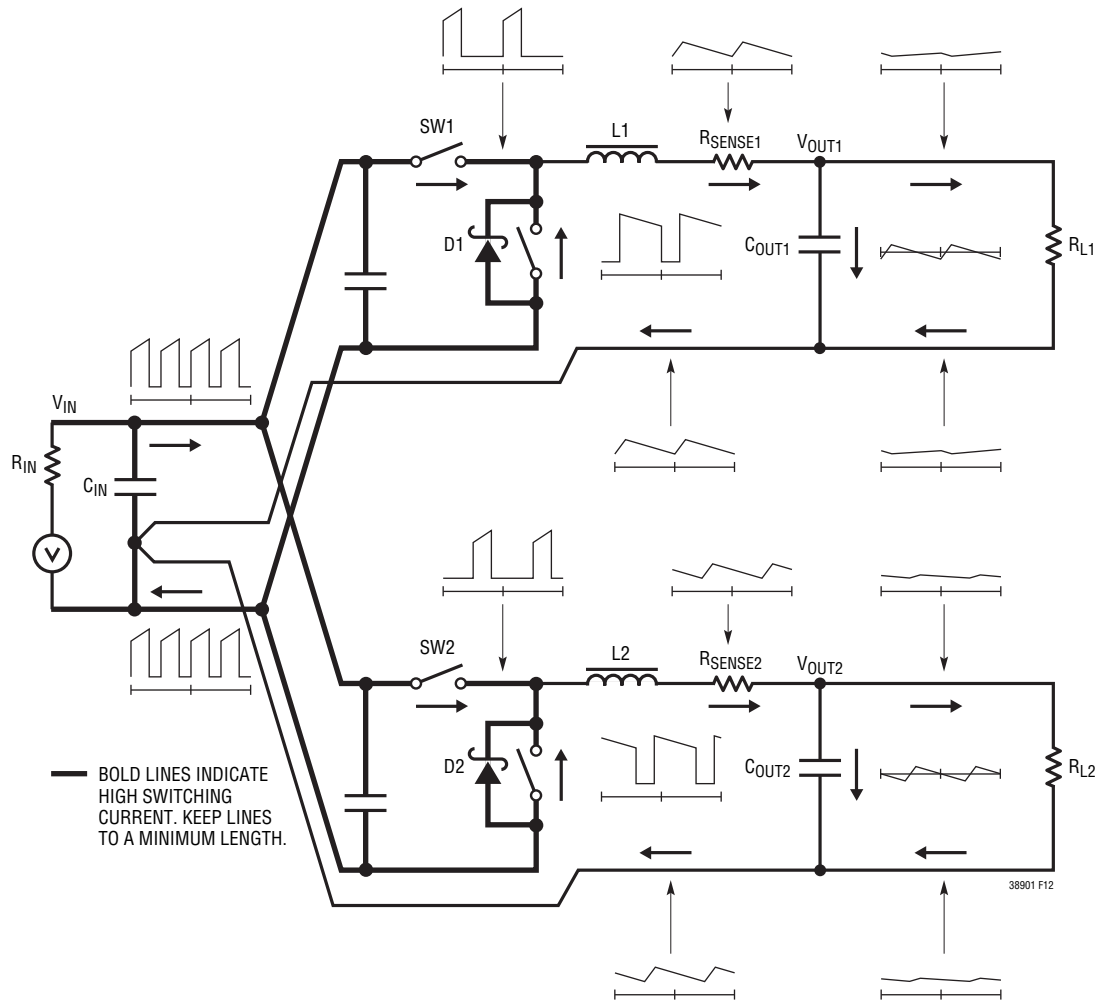 SW1
L1
RSENSE1
VOUT1
D1
COUT1
RL1
VIN
RIN
CIN
V
SW2
L2
RSENSE2
VOUT2
D2
COUT2
RL2
BOLD LINES INDICATE
HIGH SWITCHING
CURRENT. KEEP LINES
TO A MINIMUM LENGTH.
38901 F12